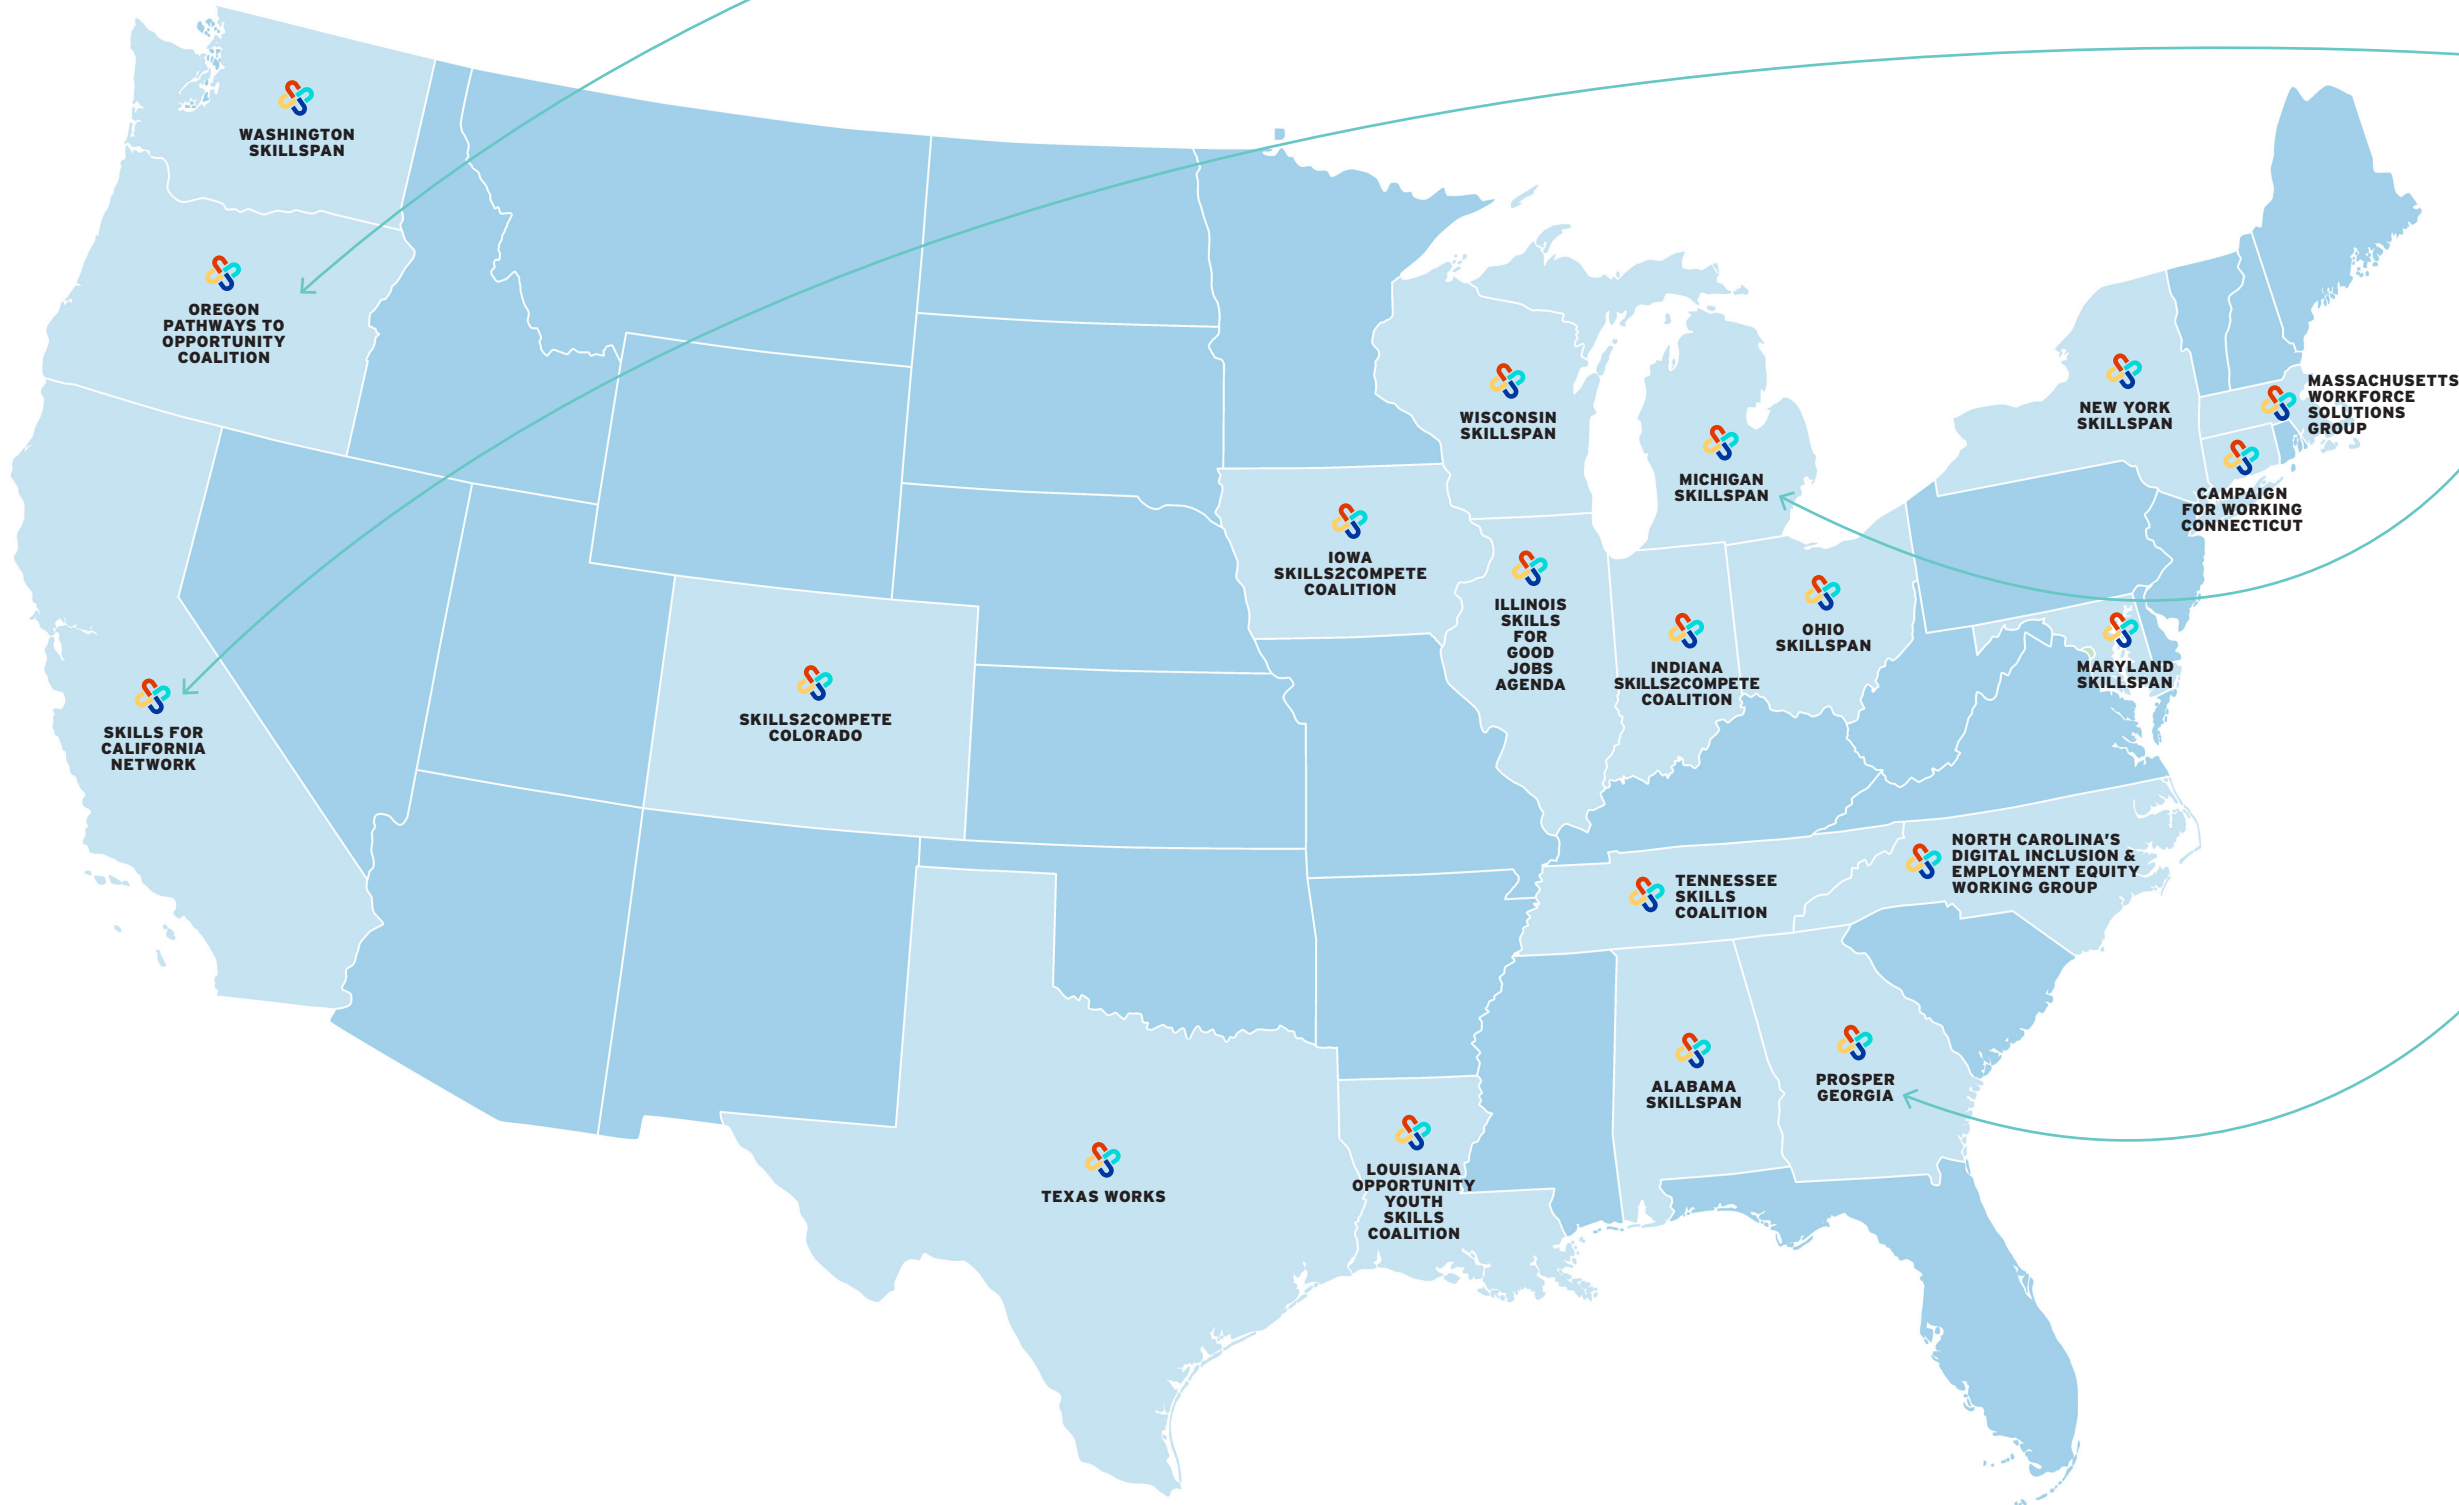 WASHINGTON
SKILLSPAN
OREGON
PATHWAYS TO
OPPORTUNITY
COALITION
SKILLS FOR
CALIFORNIA
NETWORK
SKILLS2COMPETE
COLORADO
TEXAS WORKS
IOWA
SKILLS2COMPETE
COALITION
WISCONSIN
SKILLSPAN
ILLINOIS
SKILLS
FOR
GOOD
JOBS
AGENDA
MICHIGAN
SKILLSPAN
INDIANA
SKILLS2COMPETE
COALITION
OHIO
SKILLSPAN
NEW YORK
SKILLSPAN
MASSACHUSETTS
WORKFORCE
SOLUTIONS
GROUP
CAMPAIGN
FOR WORKING
CONNECTICUT
MARYLAND
SKILLSPAN
NORTH CAROLINA'S
DIGITAL INCLUSION &
EMPLOYMENT EQUITY
WORKING GROUP
TENNESSEE
SKILLS
COALITION
ALABAMA
SKILLSPAN
PROSPER
GEORGIA
LOUISIANA
OPPORTUNITY
YOUTH
SKILLS
COALITION